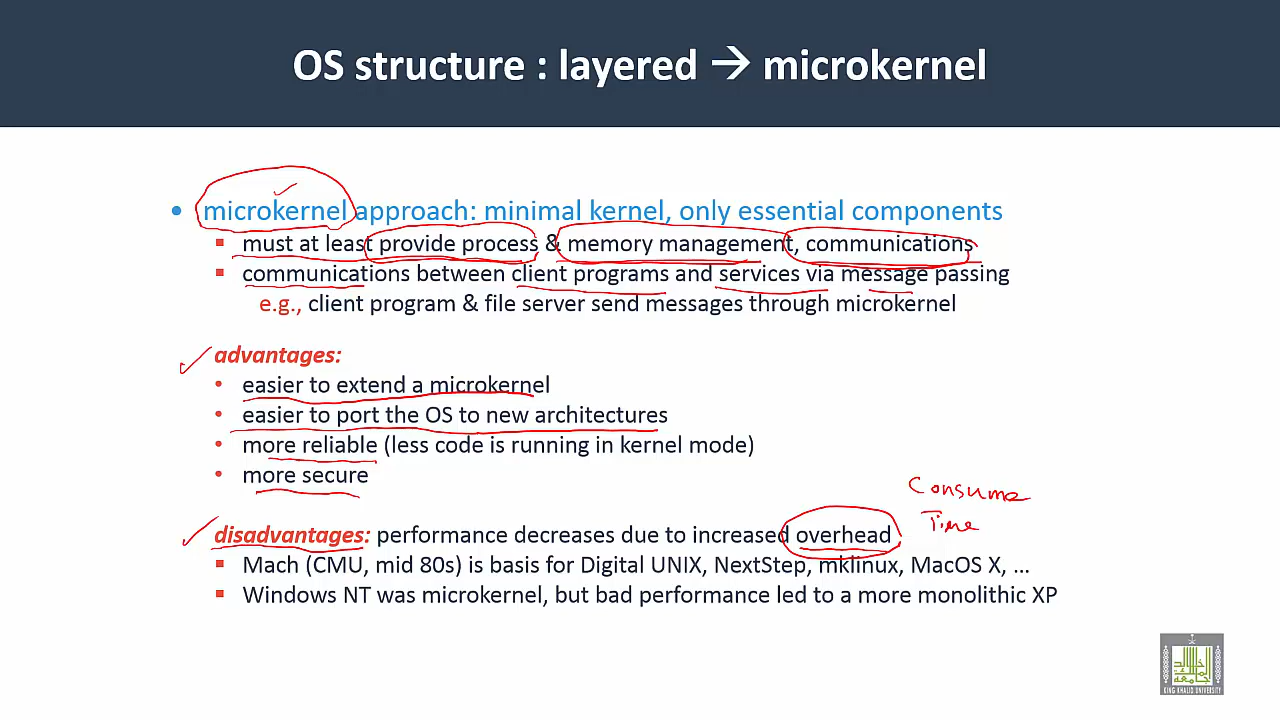 OS structure : layered → microkernel
• microkernel approach: minimal kernel, only essential components
▪ must at least provide process & memory management, communications
▪ communications between client programs and services via message passing
e.g., client program & file server send messages through microkernel
advantages:
• easier to extend a microkernel
• easier to port the OS to new architectures
• more reliable (less code is running in kernel mode)
• more secure
Consume
Time
disadvantages: performance decreases due to increased overhead
▪ Mach (CMU, mid 80s) is basis for Digital UNIX, NextStep, mklinux, MacOS X, ...
▪ Windows NT was microkernel, but bad performance led to a more monolithic XP
KING KHALID UNIVERSITY